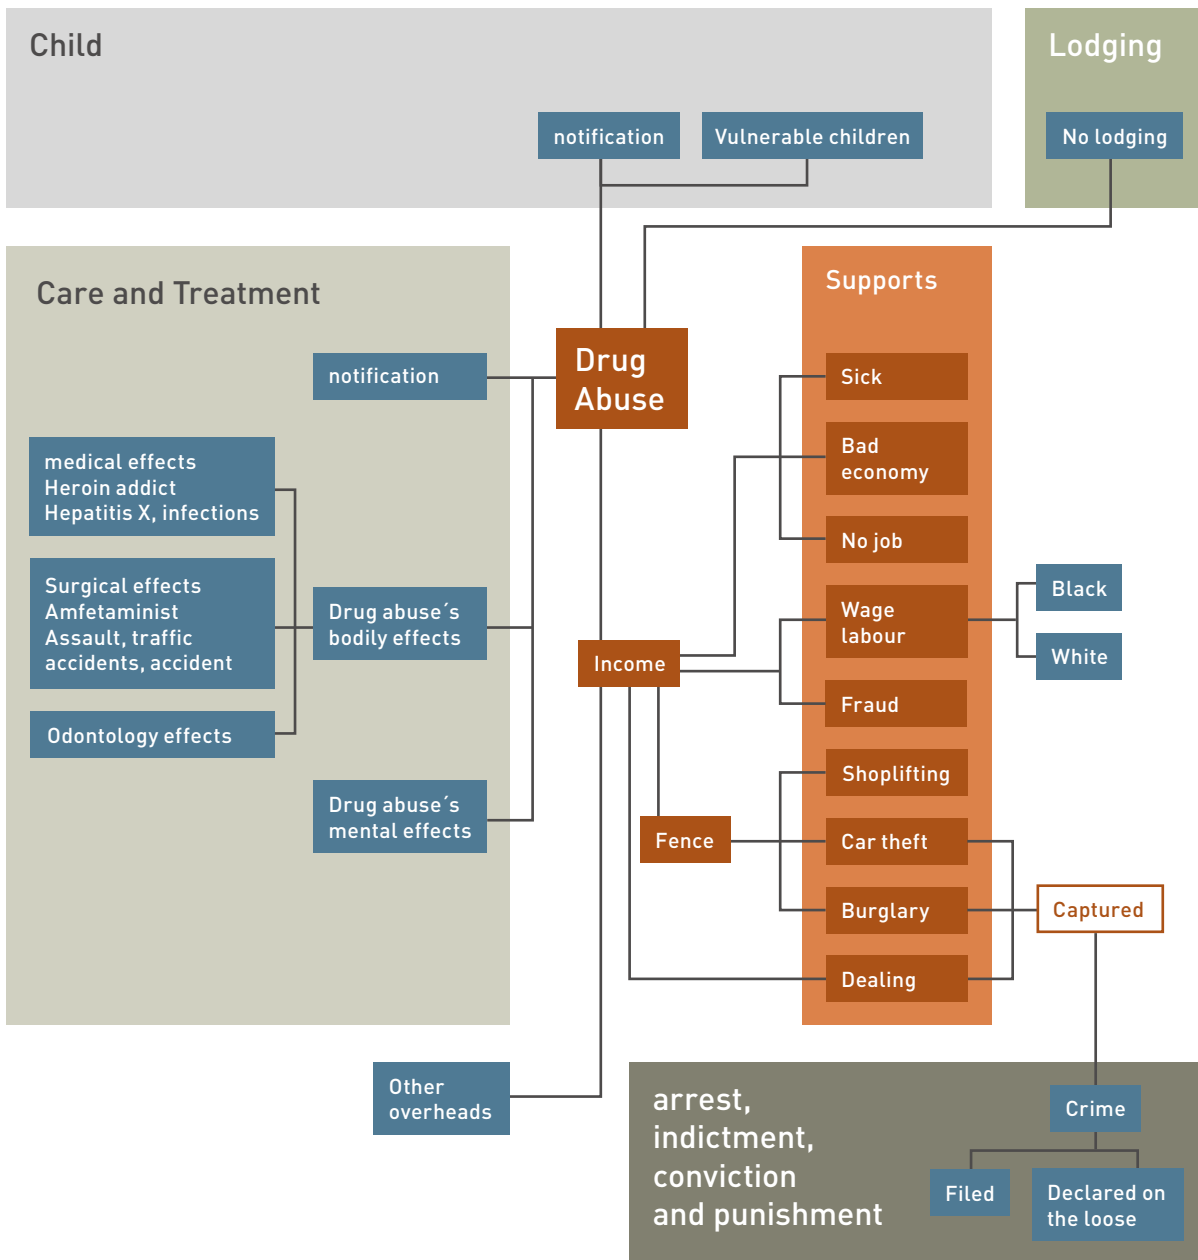 Child
Lodging
notification
Vulnerable children
No lodging
Care and Treatment
Supports
Drug
Abuse
notification
Sick
medical effects
Heroin addict
Hepatitis X, infections
Bad
economy
No job
Surgical effects
Amfetaminist
Assault, traffic
accidents, accident
Drug abuse´s
bodily effects
Income
Wage
labour
Black
White
Odontology effects
Fraud
Shoplifting
Drug abuse´s
mental effects
Fence
Car theft
Burglary
Captured
Dealing
Other
overheads
arrest,
indictment,
conviction
and punishment
Crime
Filed
Declared on
the loose